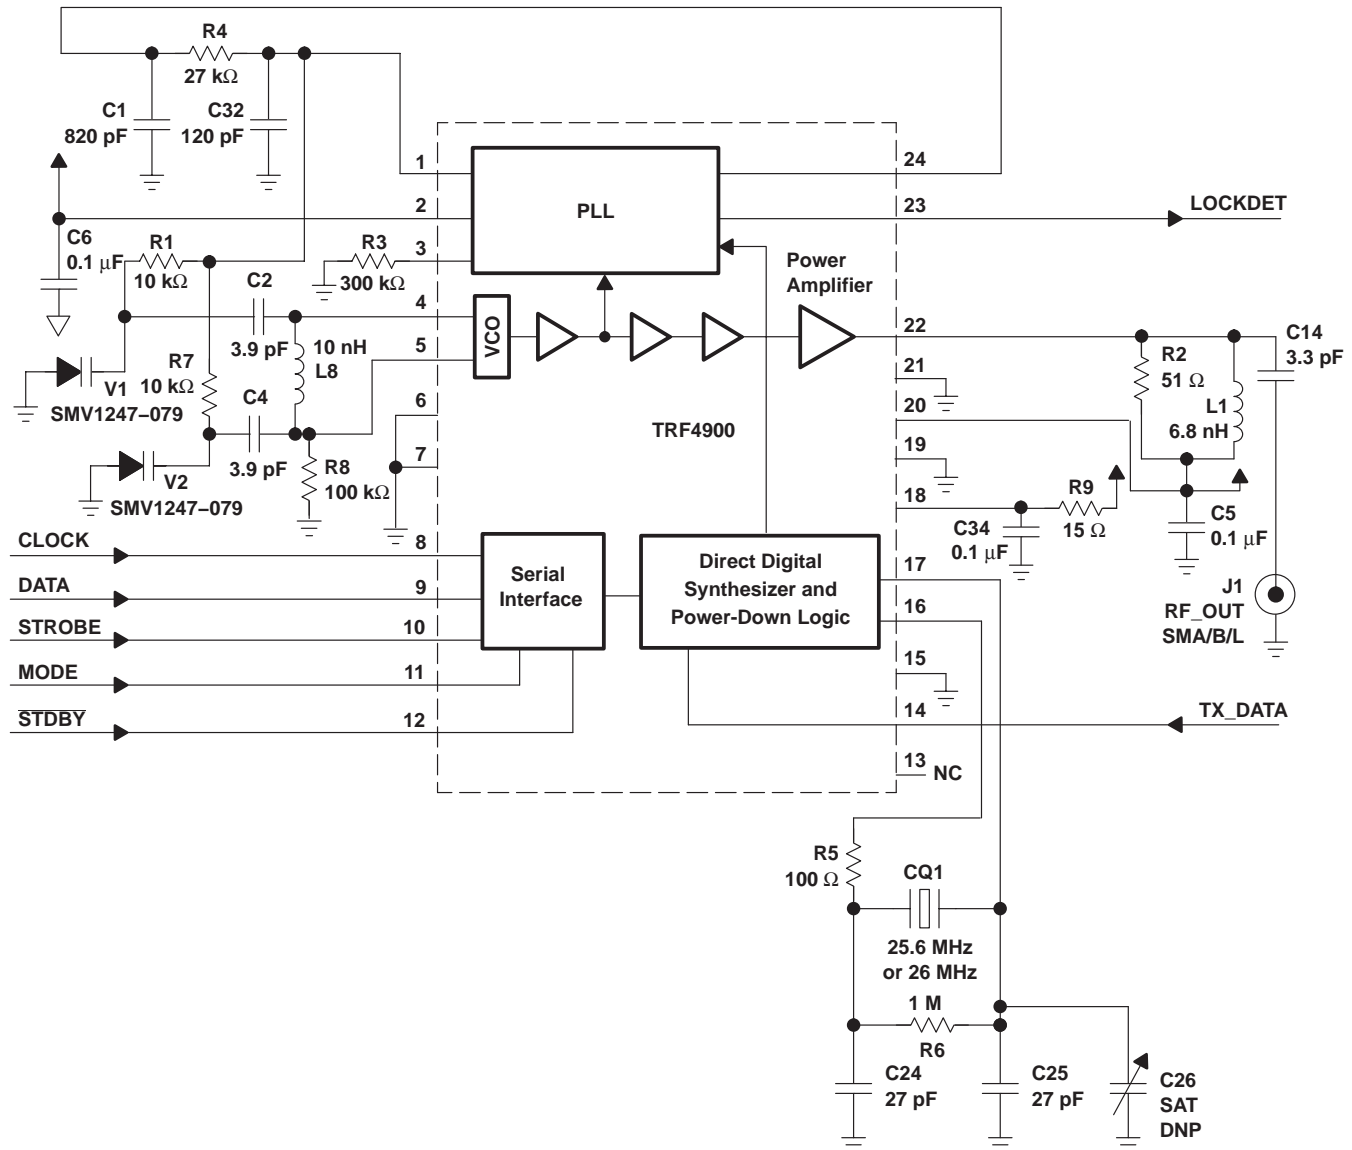 R4
27 kΩ
C1
820 pF
C32
120 pF
1
24
2
PLL
23
LOCKDET
C6
0.1 μF
R1
10 kΩ
R3
300 kΩ
3
Power
Amplifier
C2
3.9 pF
4
VCO
22
C14
3.3 pF
10 nH
L8
5
R7
10 kΩ
V1
SMV1247–079
C4
3.9 pF
21
R2
51 Ω
L1
6.8 nH
6
TRF4900
20
7
19
V2
SMV1247–079
R8
100 kΩ
18
C34
0.1 μF
R9
15 Ω
C5
0.1 μF
CLOCK
8
Serial
Interface
Direct Digital
Synthesizer and
Power-Down Logic
17
DATA
9
16
J1
RF_OUT
SMA/B/L
STROBE
10
MODE
11
15
STDBY
12
14
TX_DATA
13
NC
R5
100 Ω
CQ1
25.6 MHz
or 26 MHz
1 M
R6
C24
27 pF
C25
27 pF
C26
SAT
DNP